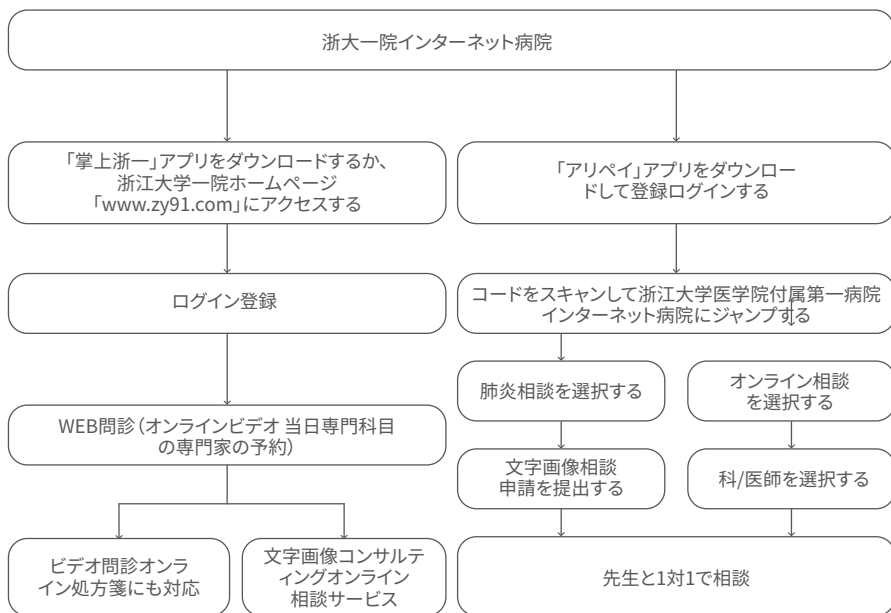 浙大一院インターネット病院
「掌上浙一」アプリをダウンロードするか、
浙江大学一院ホームページ
「www.zy91.com」にアクセスする
「アリペイ」アプリをダウンロー
ドして登録ログインする
ログイン登録
コードをスキャンして浙江大学医学院付属第一病院
インターネット病院にジャンプする
肺炎相談を選択する
オンライン相談
を選択する
WEB問診(オンラインビデオ 当日専門科目
の専門家の予約)
文字画像相談
申請を提出する
科/医師を選択する
ビデオ問診オンラ
イン処方箋にも対応
文字画像コンサルテ
ィングオンライン
相談サービス
先生と1対1で相談